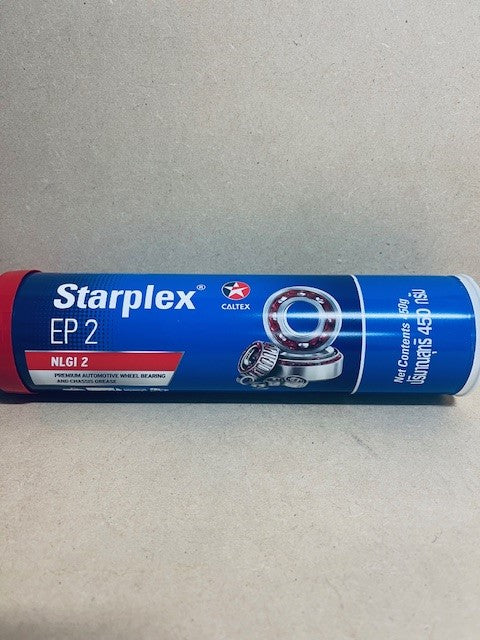 Starplex®
EP 2
NLGI 2
PREMIUM AUTOMOTIVE WHEEL BEARING
AND CHASSIS GREASE
CALTEX
Net Contents 450g
ปริมาณสุทธิ 450 กรัม